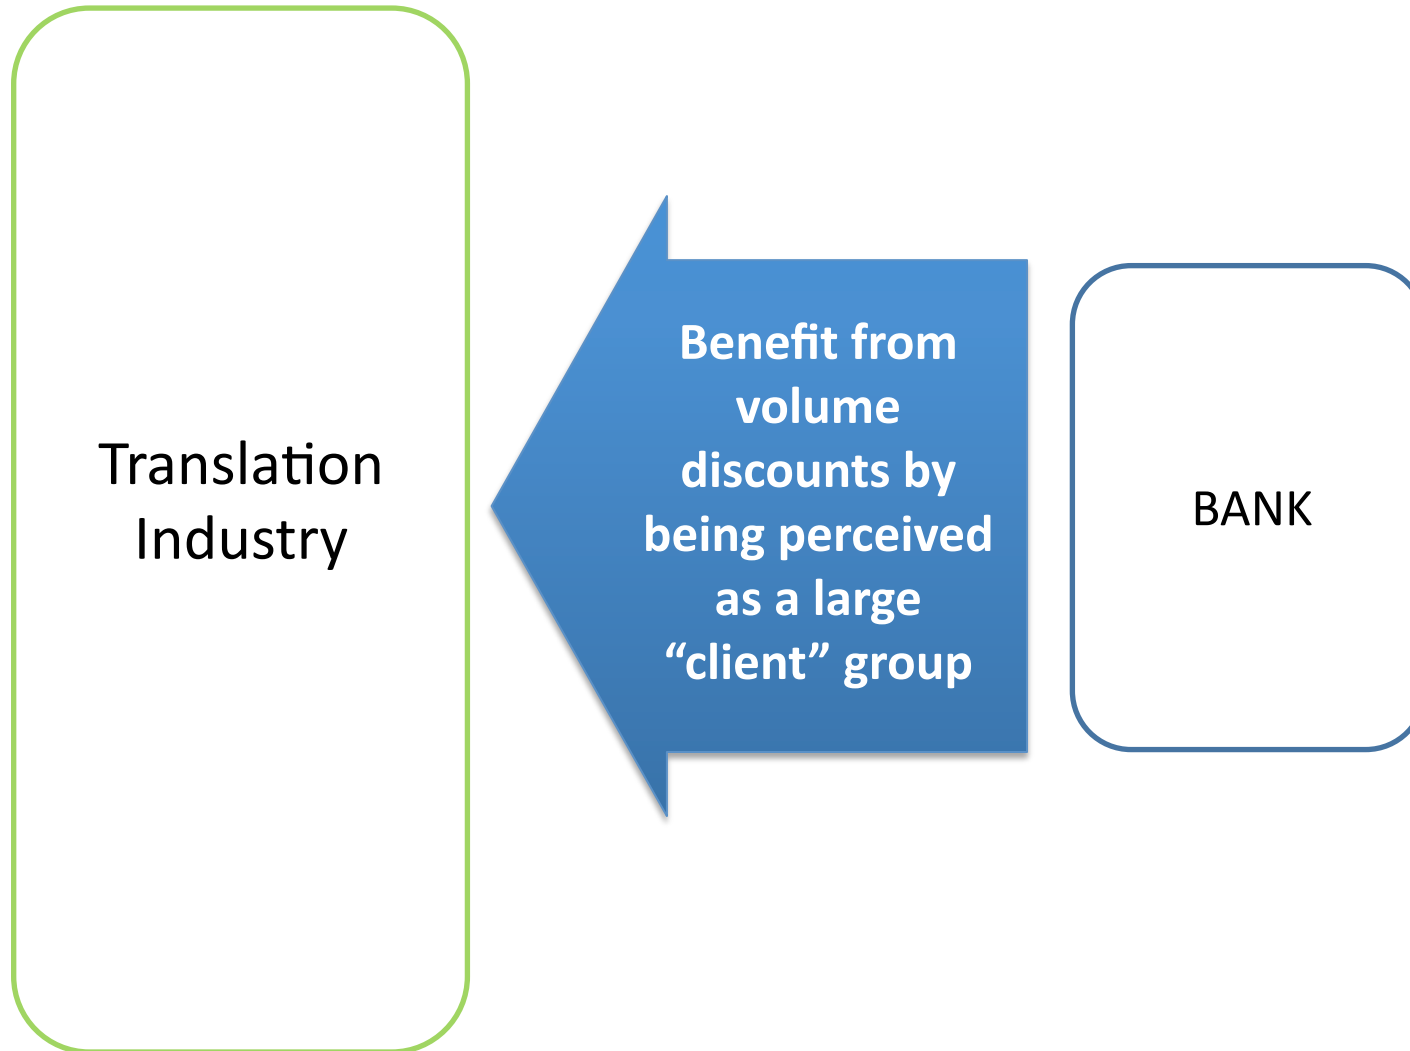 Translation
Industry
Benefit from
volume
discounts by
being perceived
as a large
“client” group
BANK